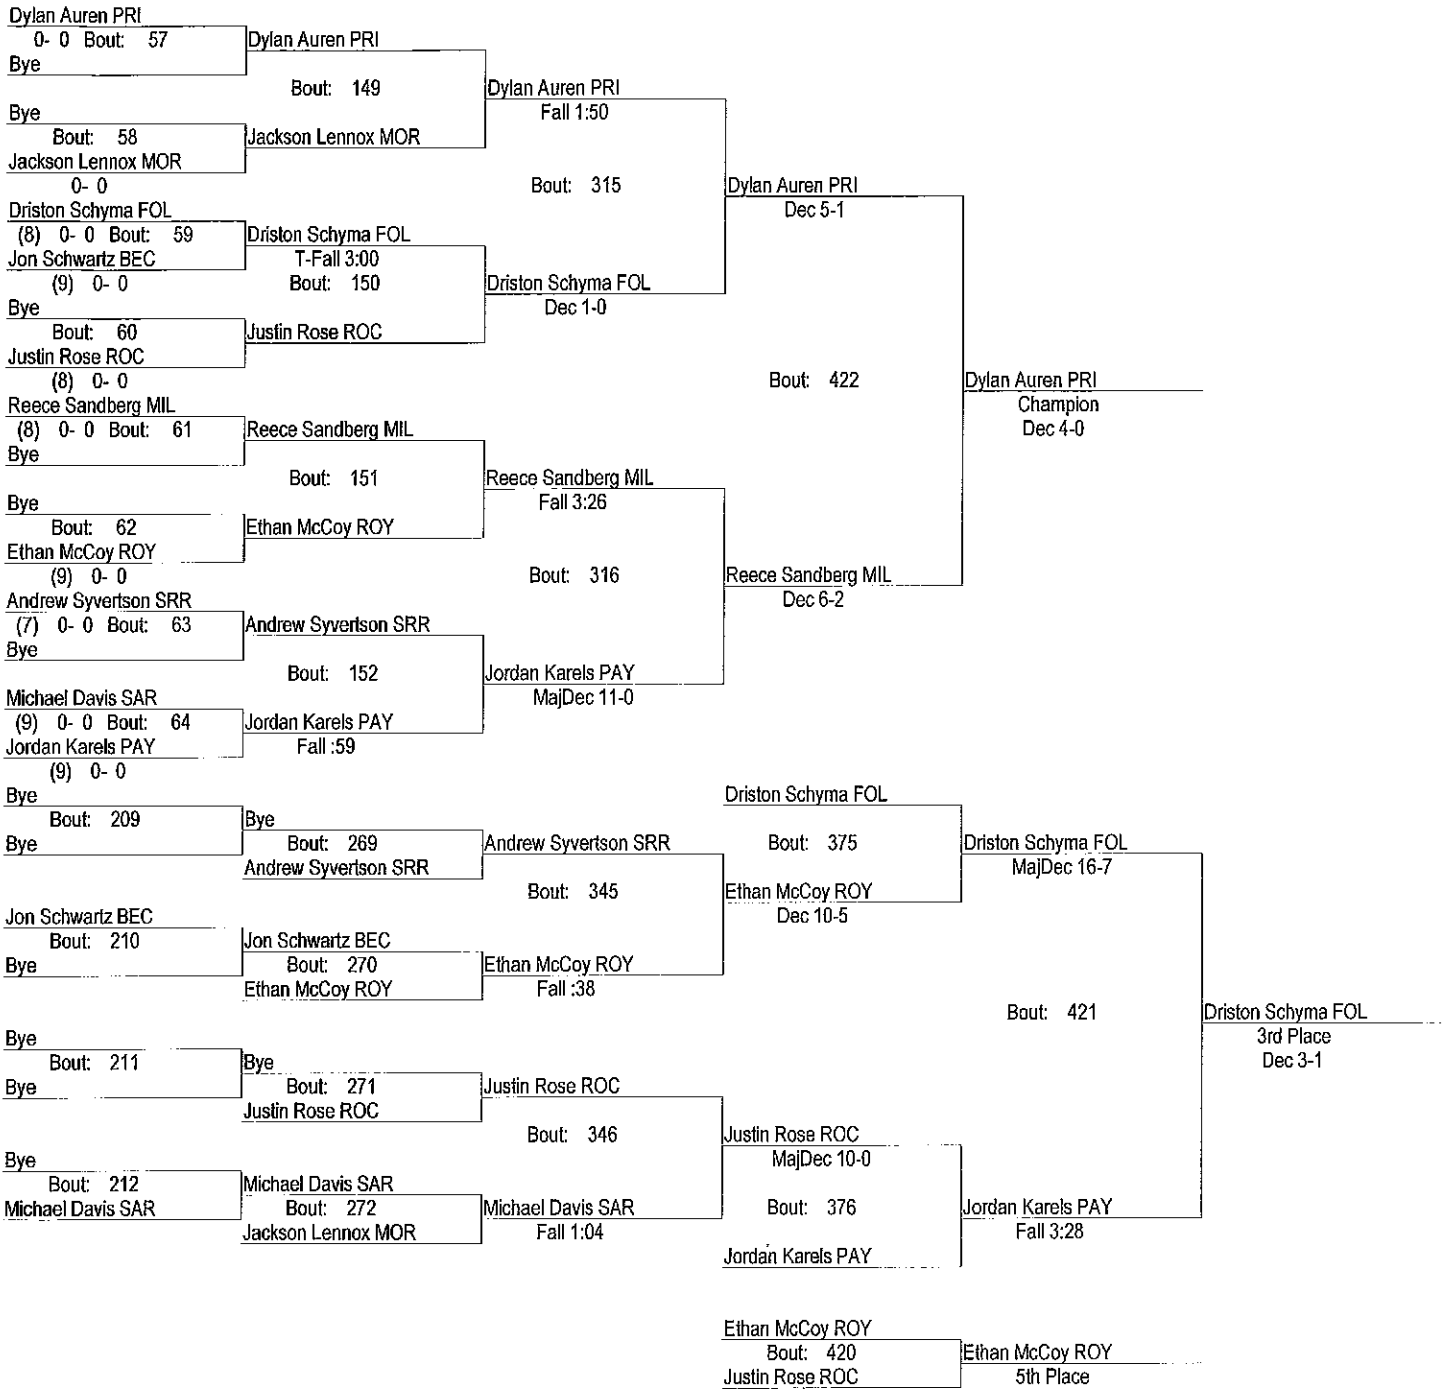 Dylan Auren PRI
0- 0 Bout: 57
Bye
Dylan Auren PRI
Bout: 149
Bye
Bout: 58
Jackson Lennox MOR
0- 0
Jackson Lennox MOR
Dylan Auren PRI
Fall 1:50
Bout: 315
Driston Schyma FOL
(8) 0- 0 Bout: 59
Jon Schwartz BEC
(9) 0- 0
Driston Schyma FOL
T-Fall 3:00
Bout: 150
Bye
Bout: 60
Justin Rose ROC
(8) 0- 0
Justin Rose ROC
Driston Schyma FOL
Dec 1-0
Dylan Auren PRI
Dec 5-1
Bout: 422
Reece Sandberg MIL
(8) 0- 0 Bout: 61
Bye
Reece Sandberg MIL
Bout: 151
Bye
Bout: 62
Ethan McCoy ROY
(9) 0- 0
Ethan McCoy ROY
Reece Sandberg MIL
Fall 3:26
Bout: 316
Andrew Syvertson SRR
(7) 0- 0 Bout: 63
Bye
Andrew Syvertson SRR
Bout: 152
Michael Davis SAR
(9) 0- 0 Bout: 64
Jordan Karels PAY
(9) 0- 0
Jordan Karels PAY
Fall :59
Jordan Karels PAY
MajDec 11-0
Reece Sandberg MIL
Dec 6-2
Dylan Auren PRI
Champion
Dec 4-0
Bye
Bout: 209
Bye
Bye
Bout: 269
Andrew Syvertson SRR
Andrew Syvertson SRR
Bout: 345
Jon Schwartz BEC
Bout: 210
Bye
Jon Schwartz BEC
Bout: 270
Ethan McCoy ROY
Ethan McCoy ROY
Fall :38
Driston Schyma FOL
Bout: 375
Ethan McCoy ROY
Dec 10-5
Driston Schyma FOL
MajDec 16-7
Bout: 421
Bye
Bout: 211
Bye
Bye
Bout: 271
Justin Rose ROC
Justin Rose ROC
Bout: 346
Bye
Bout: 212
Michael Davis SAR
Michael Davis SAR
Bout: 272
Jackson Lennox MOR
Michael Davis SAR
Fall 1:04
Justin Rose ROC
MajDec 10-0
Bout: 376
Jordan Karels PAY
Jordan Karels PAY
Fall 3:28
Driston Schyma FOL
3rd Place
Dec 3-1
Ethan McCoy ROY
Bout: 420
Justin Rose ROC
Ethan McCoy ROY
5th Place